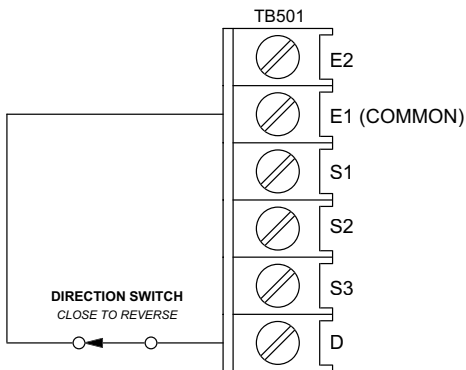 TB501
E2
E1 (COMMON)
S1
S2
S3
D
DIRECTION SWITCH
CLOSE TO REVERSE